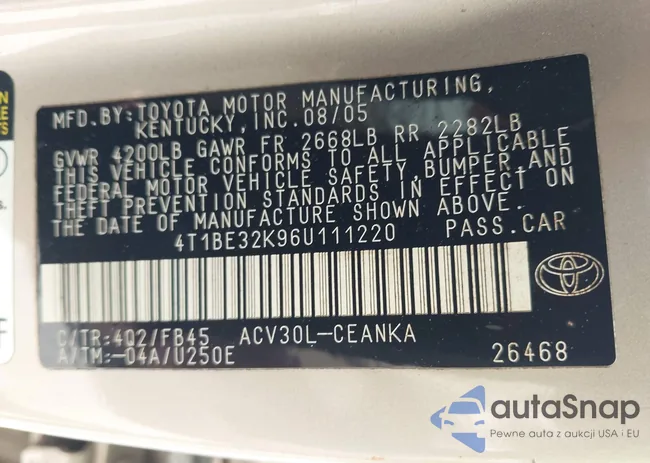 MFD.BY:TOYOTA MOTOR MANUFACTURING,
KENTUCKY, INC.08/05
GVWR 4200LB GAWR FR 2668LB RR 2282LB
THIS VEHICLE CONFORMS TO ALL APPLICABLE
FEDERAL MOTOR VEHICLE SAFETY, BUMPER, AND
THEFT PREVENTION STANDARDS IN EFFECT ON
THE DATE OF MANUFACTURE SHOWN ABOVE.
4T1BE32K96U111220 PASS.CAR
C/TR:4Q2/FB45 ACV30L-CEANKA
A/TM:-04A/U250E 26468
autaSnap
Pewne auta z aukcji USA i EU